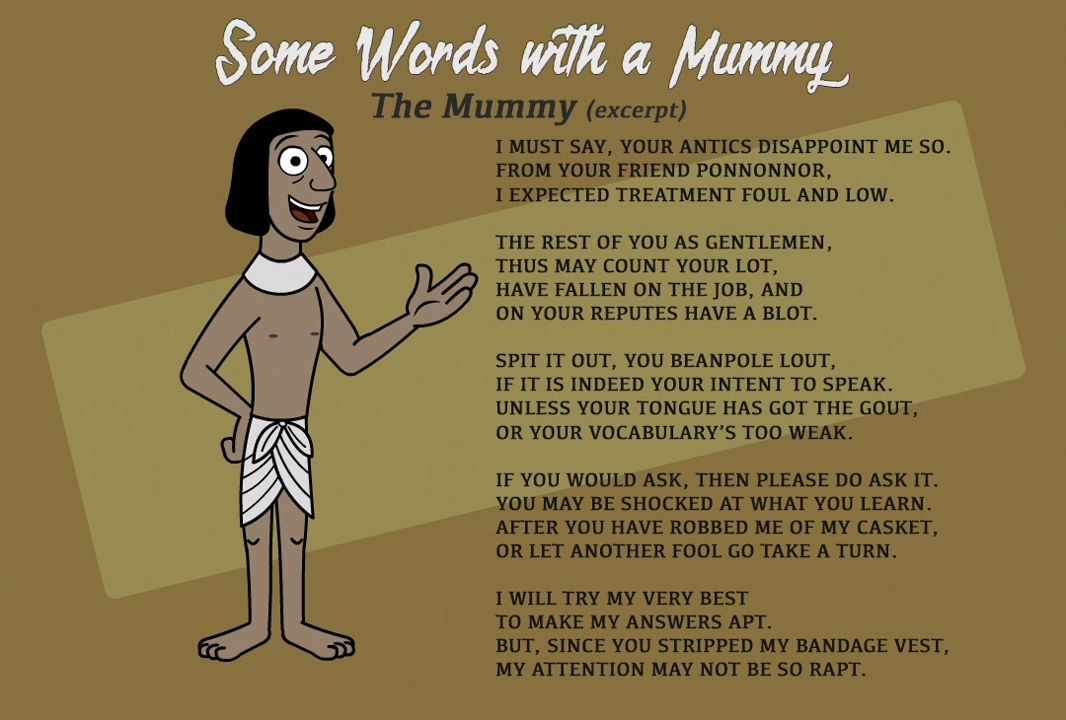 Some Words with a Mummy
The Mummy (excerpt)
I MUST SAY, YOUR ANTICS DISAPPOINT ME SO.
FROM YOUR FRIEND PONNONNOR,
I EXPECTED TREATMENT FOUL AND LOW.
THE REST OF YOU AS GENTLEMEN,
THUS MAY COUNT YOUR LOT,
HAVE FALLEN ON THE JOB, AND
ON YOUR REPUTES HAVE A BLOT.
SPIT IT OUT, YOU BEANPOLE LOUT,
IF IT IS INDEED YOUR INTENT TO SPEAK.
UNLESS YOUR TONGUE HAS GOT THE GOUT,
OR YOUR VOCABULARY’S TOO WEAK.
IF YOU WOULD ASK, THEN PLEASE DO ASK IT.
YOU MAY BE SHOCKED AT WHAT YOU LEARN.
AFTER YOU HAVE ROBBED ME OF MY CASKET,
OR LET ANOTHER FOOL GO TAKE A TURN.
I WILL TRY MY VERY BEST
TO MAKE MY ANSWERS APT.
BUT, SINCE YOU STRIPPED MY BANDAGE VEST,
MY ATTENTION MAY NOT BE SO RAPT.